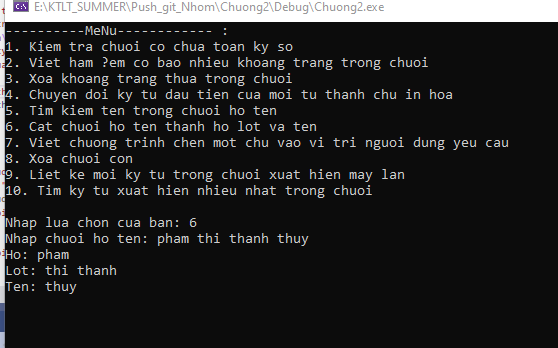 E:\KTLT_SUMMER\Push_git_Nhom\Chuong2\Debug\Chuong2.exe
----------MeNu------------ :
1. Kiem tra chuoi co chua toan ky so
2. Viet ham ?em co bao nhieu khoang trang trong chuoi
3. Xoa khoang trang thua trong chuoi
4. Chuyen doi ky tu dau tien cua moi tu thanh chu in hoa
5. Tim kiem ten trong chuoi ho ten
6. Cat chuoi ho ten thanh ho lot va ten
7. Viet chuong trinh chen mot chu vao vi tri nguoi dung yeu cau
8. Xoa chuoi con
9. Liet ke moi ky tu trong chuoi xuat hien may lan
10. Tim ky tu xuat hien nhieu nhat trong chuoi
Nhap lua chon cua ban: 6
Nhap chuoi ho ten: pham thi thanh thuy
Ho: pham
Lot: thi thanh
Ten: thuy